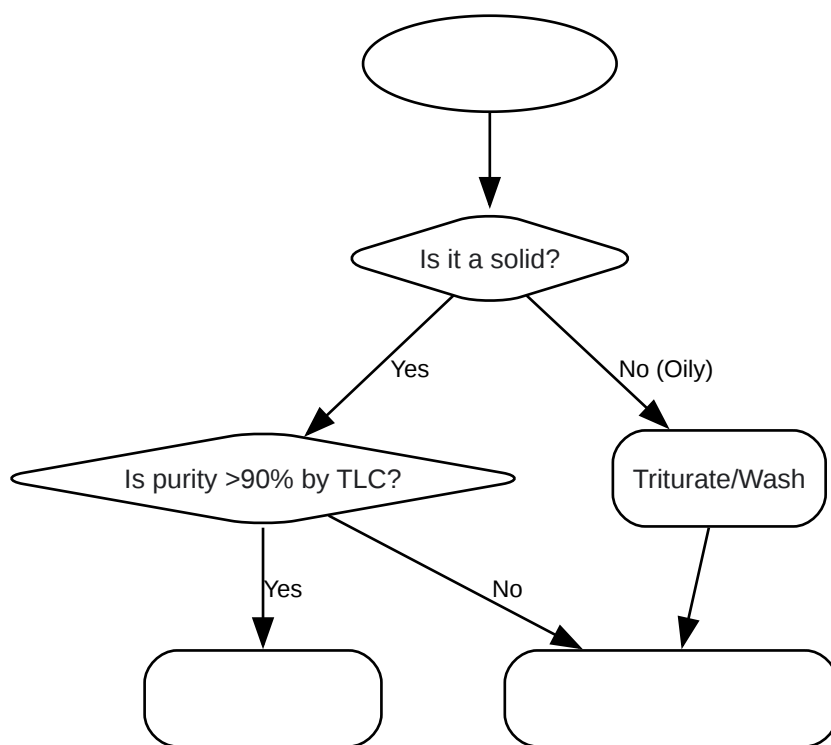 Is it a solid?
Yes
No (Oily)
Is purity >90% by TLC?
Triturate/Wash
Yes
No